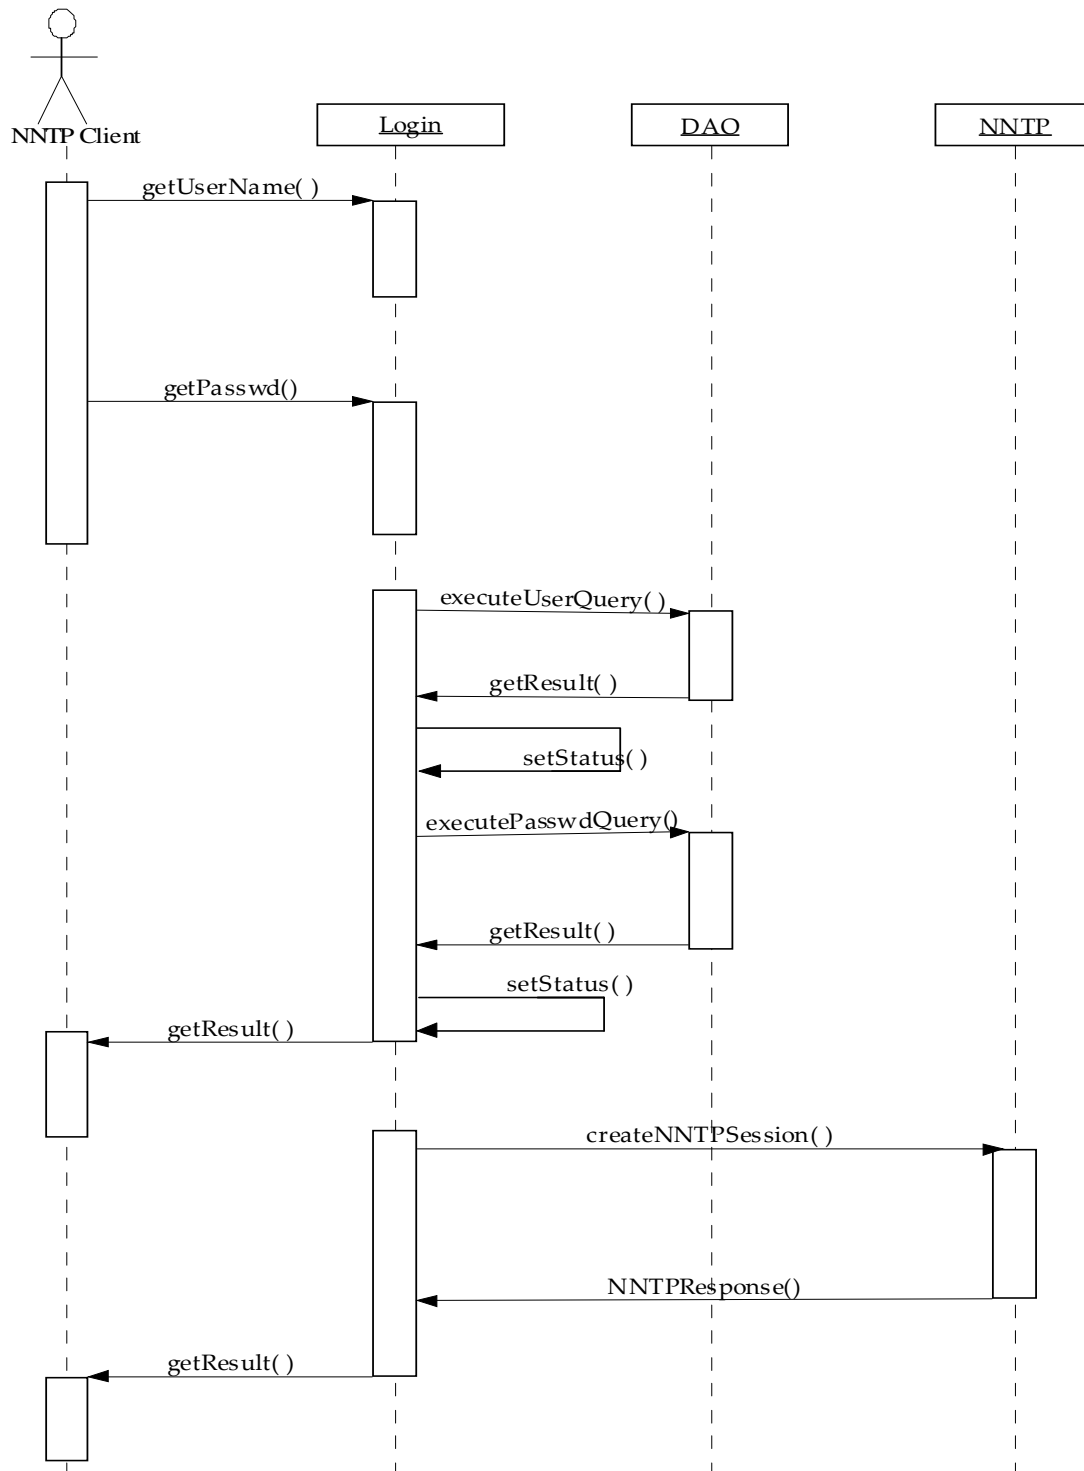 NNTP Client
Login
DAO
NNTP
getUserName( )
getPasswd()
executeUserQuery( )
getResult( )
setStatus( )
executePasswdQuery()
getResult( )
setStatus( )
getResult( )
createNNTPSession( )
NNTPResponse()
getResult( )